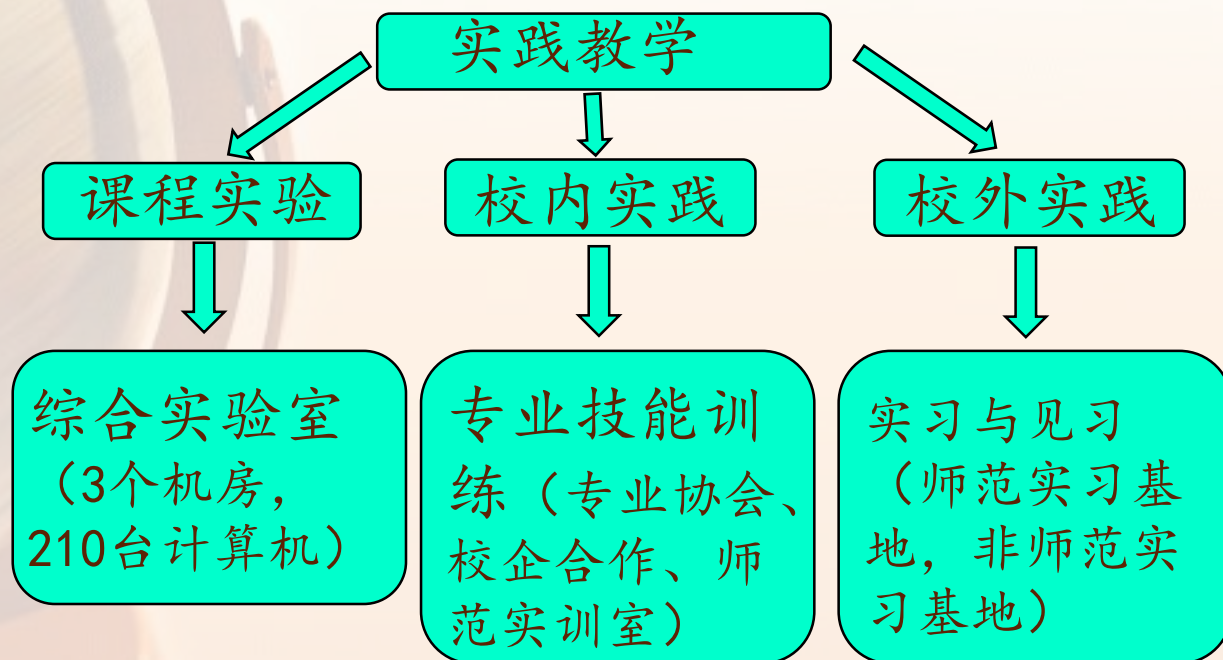 实践教学
课程实验
校内实践
校外实践
综合实验室
（3个机房，
210台计算机）
专业技能训
练（专业协会、
校企合作、师
范实训室）
实习与见习
（师范实习基
地，非师范实
习基地）